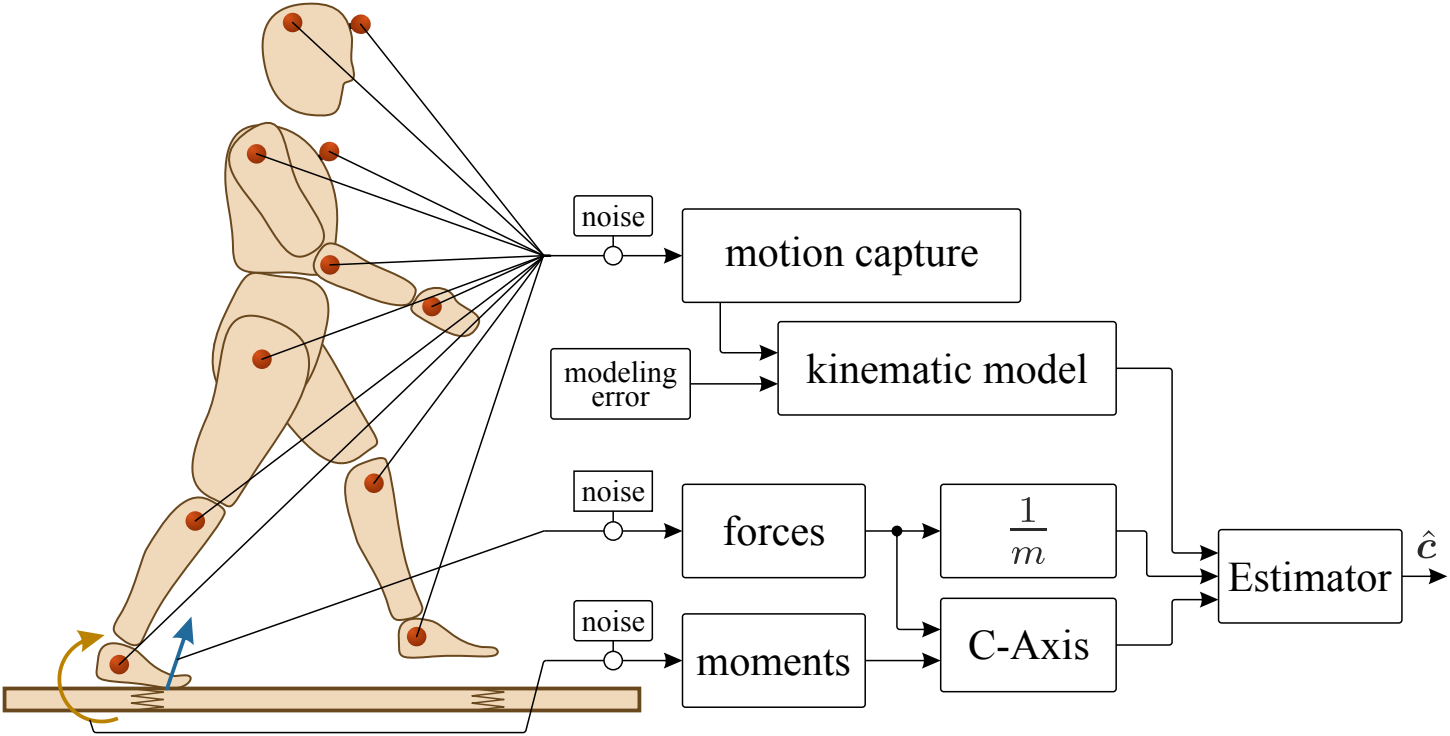 noise
motion capture
modeling
error
kinematic model
noise
forces
1
m
Estimator
ĉ
noise
moments
C-Axis